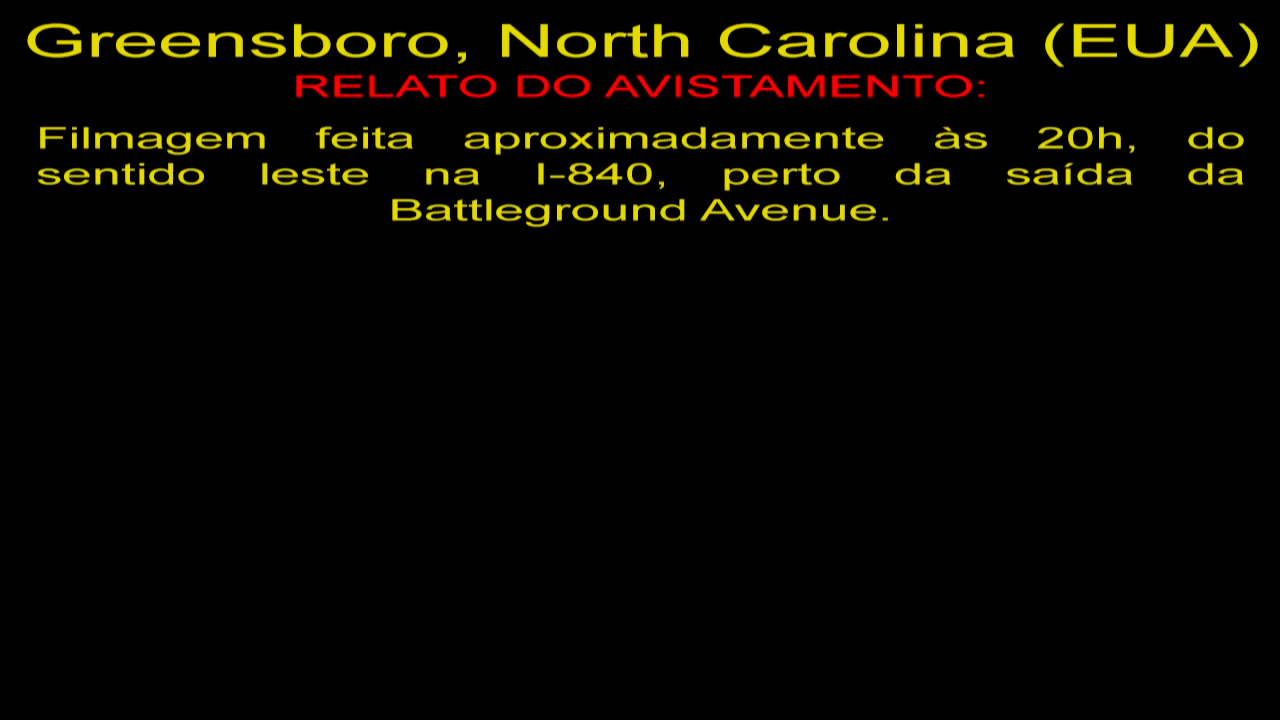 Greensboro, North Carolina (EUA)
RELATO DO AVISTAMENTO:
Filmagem feita aproximadamente às 20h, do
sentido leste na I-840, perto da saída da
Battleground Avenue.